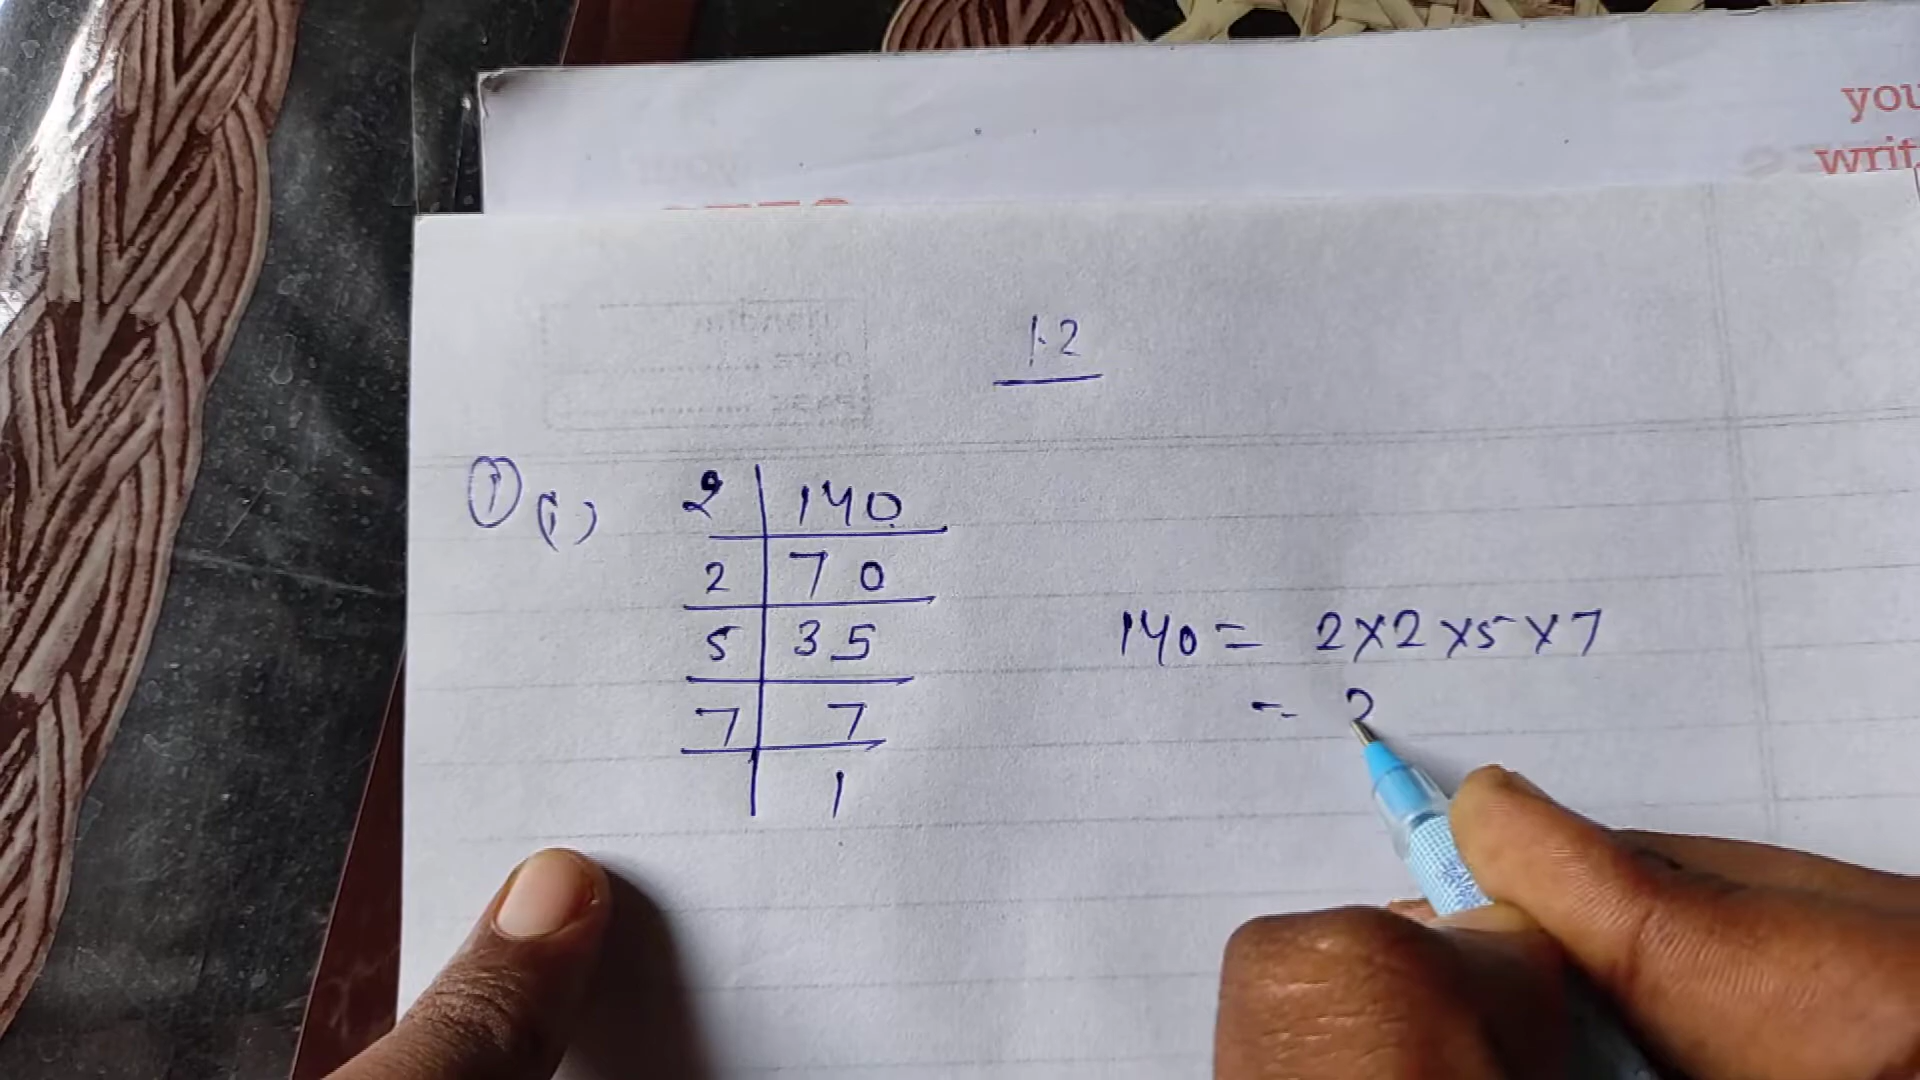 you
writ
1.2
① (i) 2 | 140
2 | 70
5 | 35
7 | 7
1
140 = 2×2×5×7
= 2